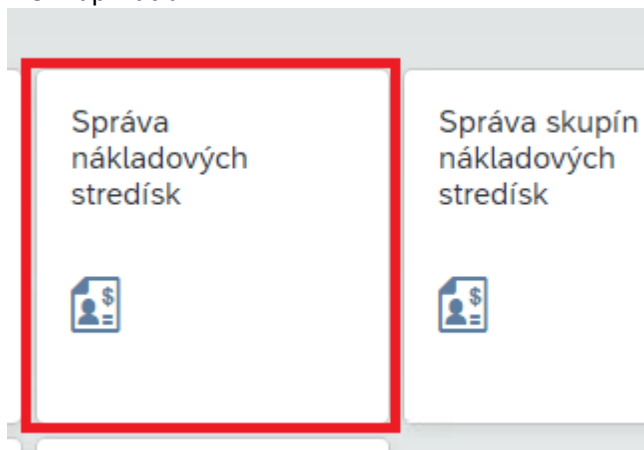 Správa
nákladových
stredísk
Správa skupín
nákladových
stredísk
$
$